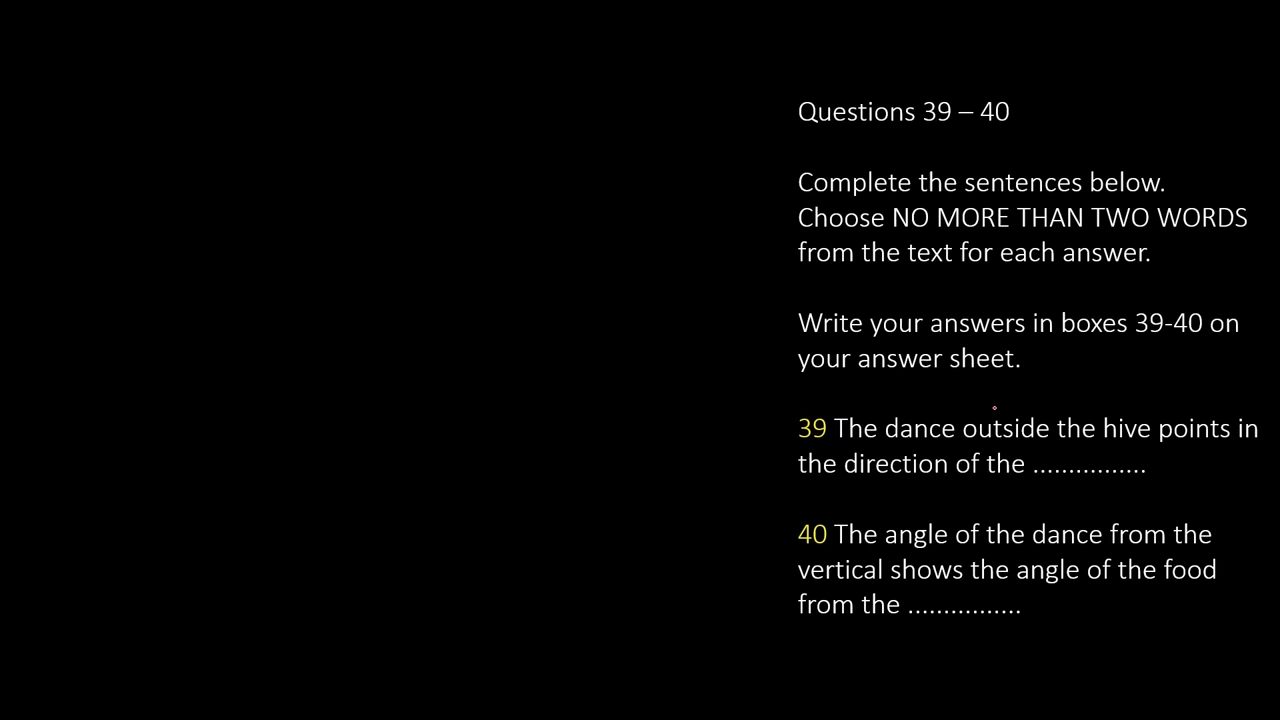 Questions 39 – 40
Complete the sentences below.
Choose NO MORE THAN TWO WORDS
from the text for each answer.
Write your answers in boxes 39-40 on
your answer sheet.
39 The dance outside the hive points in
the direction of the ................
40 The angle of the dance from the
vertical shows the angle of the food
from the ................